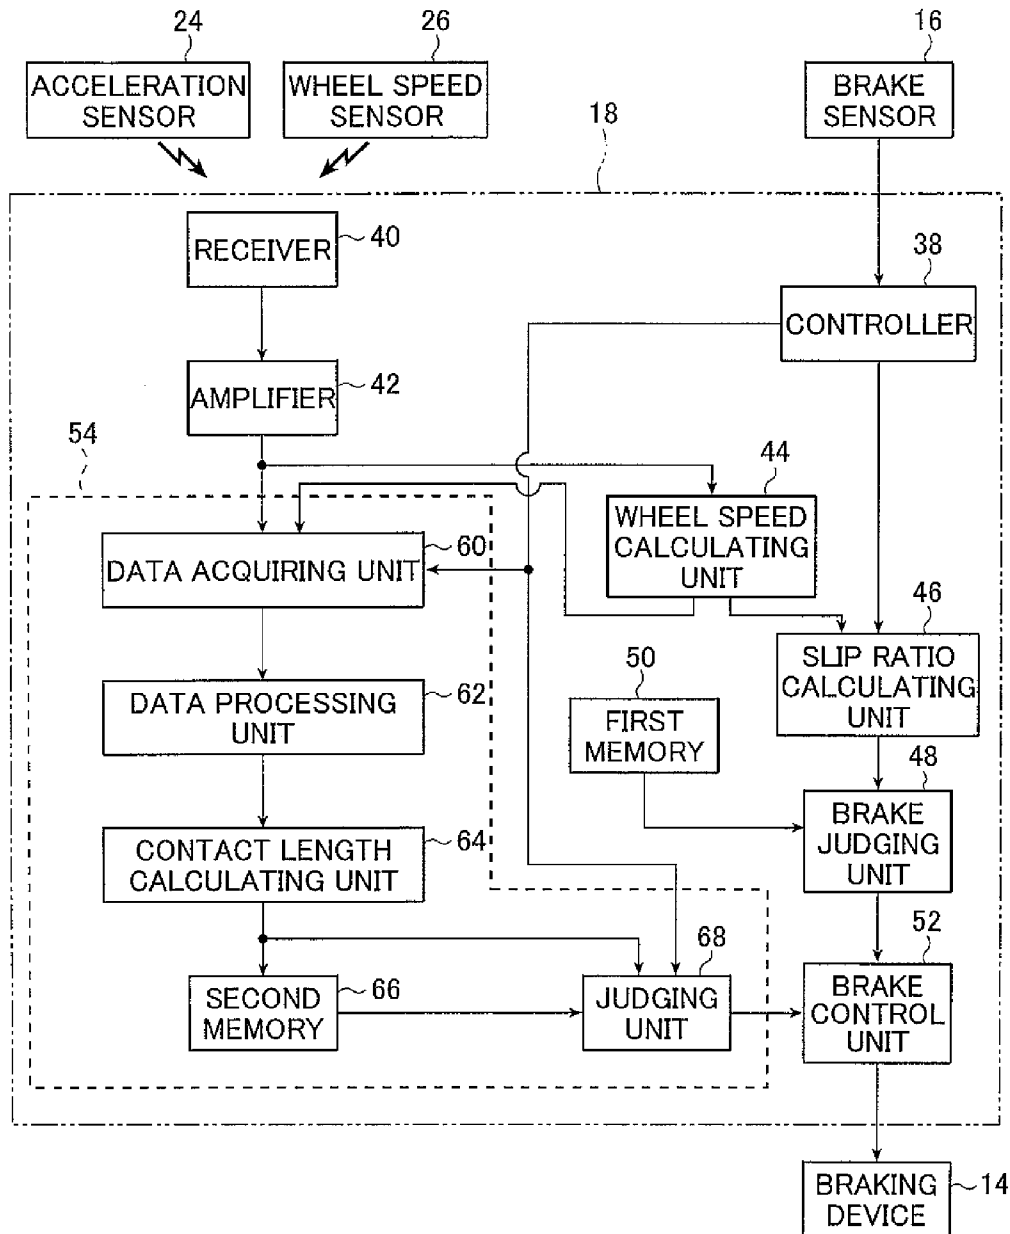 24
26
16
ACCELERATION
SENSOR
WHEEL SPEED
SENSOR
BRAKE
SENSOR
18
RECEIVER
40
38
CONTROLLER
AMPLIFIER
42
54
44
WHEEL SPEED
CALCULATING
UNIT
DATA ACQUIRING UNIT
60
46
SLIP RATIO
CALCULATING
UNIT
50
FIRST
MEMORY
DATA PROCESSING
UNIT
62
48
BRAKE
JUDGING
UNIT
CONTACT LENGTH
CALCULATING UNIT
64
68
52
SECOND
MEMORY
66
JUDGING
UNIT
BRAKE
CONTROL
UNIT
BRAKING
DEVICE
14